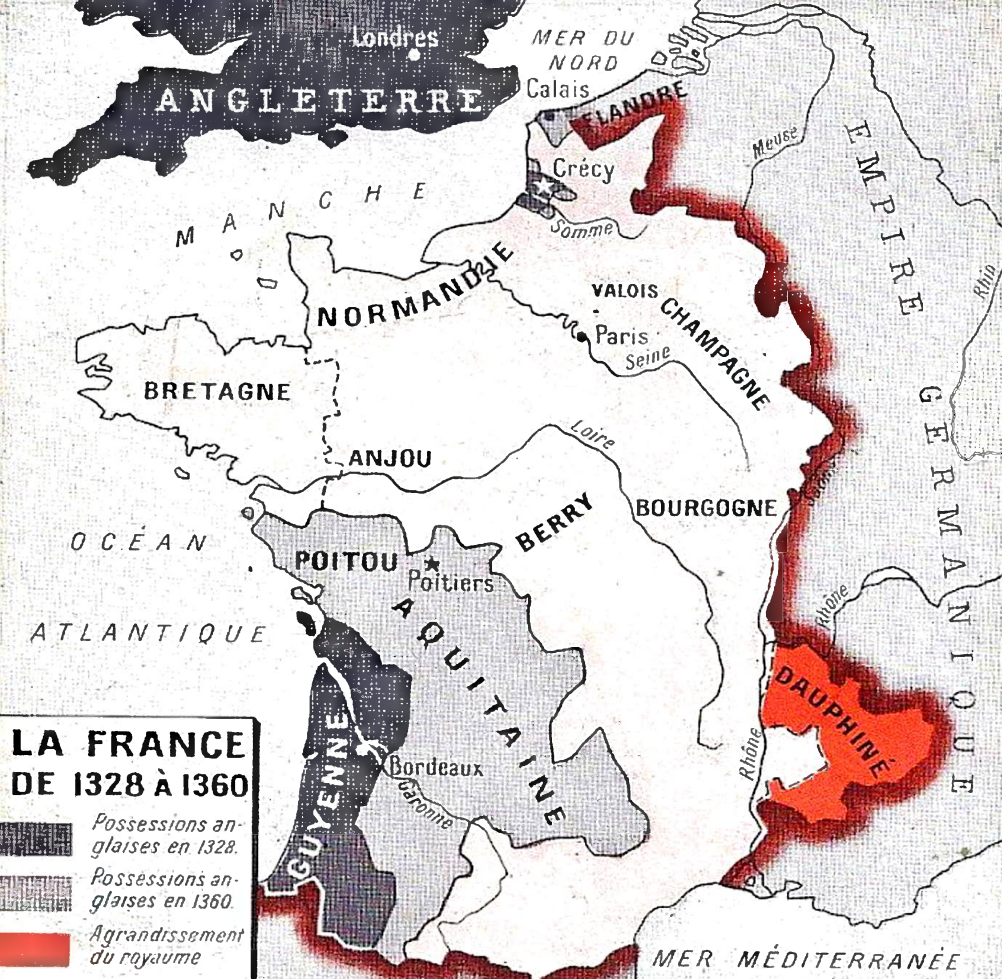 Londres
MER DU
NORD
Calais
ANGLETERRE
FLANDRE
Meuse
EMPIRE GERMANIQUE
Crécy
MANCHE
Somme
NORMANDIE
Rhin
VALOIS
CHAMPAGNE
Paris
Seine
BRETAGNE
ANJOU
Loire
BERRY
BOURGOGNE
Saône
OCÉAN
ATLANTIQUE
POITOU
Poitiers
AQUITAINE
Rhône
DAUPHINÉ
Rhône
GUYENNE
Bordeaux
Garonne
LA FRANCE
DE 1328 À 1360
Possessions an-
glaises en 1328.
Possessions an-
glaises en 1360.
Agrandissement
du royaume
MER MÉDITERRANÉE